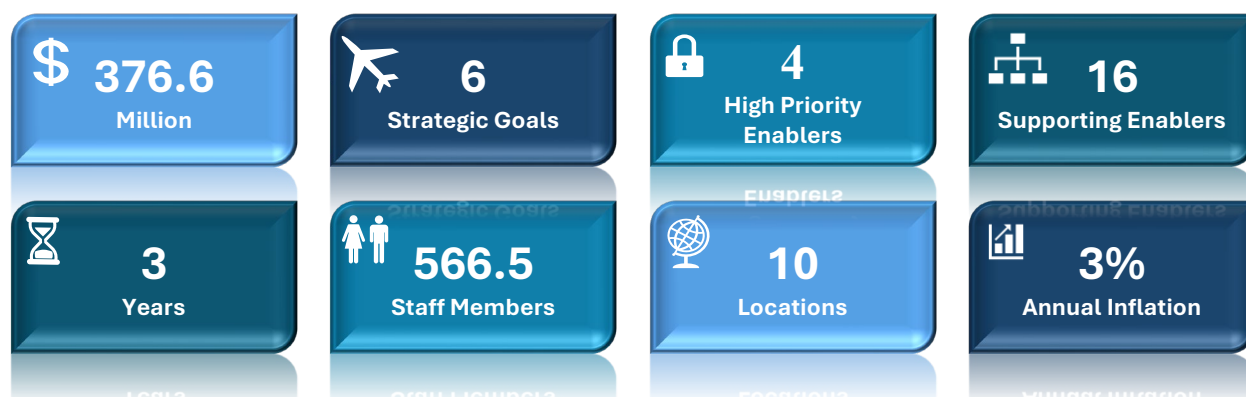 $
376.6
Million
6
Strategic Goals
4
High Priority
Enablers
16
Supporting Enablers
3
Years
566.5
Staff Members
10
Locations
3%
Annual Inflation